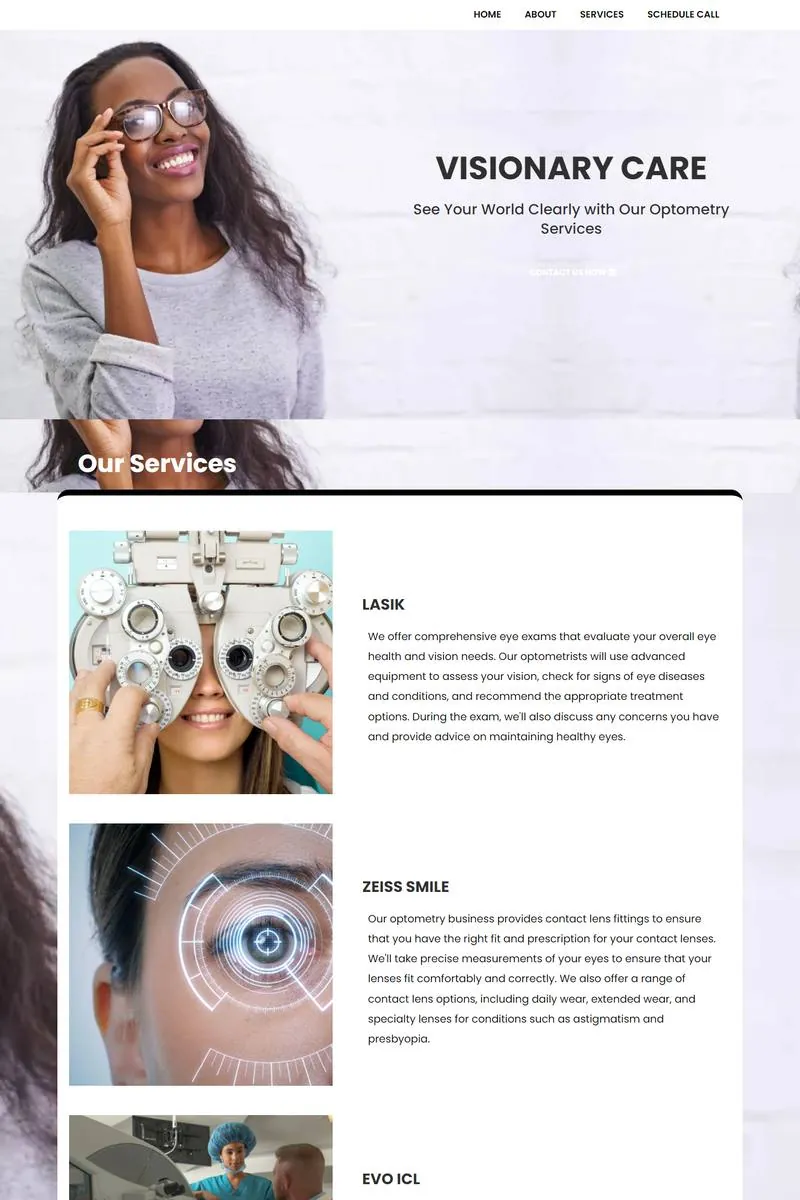 HOME ABOUT SERVICES SCHEDULE CALL
VISIONARY CARE
See Your World Clearly with Our Optometry
Services
CONTACT US NOW
Our Services
LASIK
We offer comprehensive eye exams that evaluate your overall eye
health and vision needs. Our optometrists will use advanced
equipment to assess your vision, check for signs of eye diseases
and conditions, and recommend the appropriate treatment
options. During the exam, we'll also discuss any concerns you have
and provide advice on maintaining healthy eyes.
ZEISS SMILE
Our optometry business provides contact lens fittings to ensure
that you have the right fit and prescription for your contact lenses.
We'll take precise measurements of your eyes to ensure that your
lenses fit comfortably and correctly. We also offer a range of
contact lens options, including daily wear, extended wear, and
specialty lenses for conditions such as astigmatism and
presbyopia.
EVO ICL